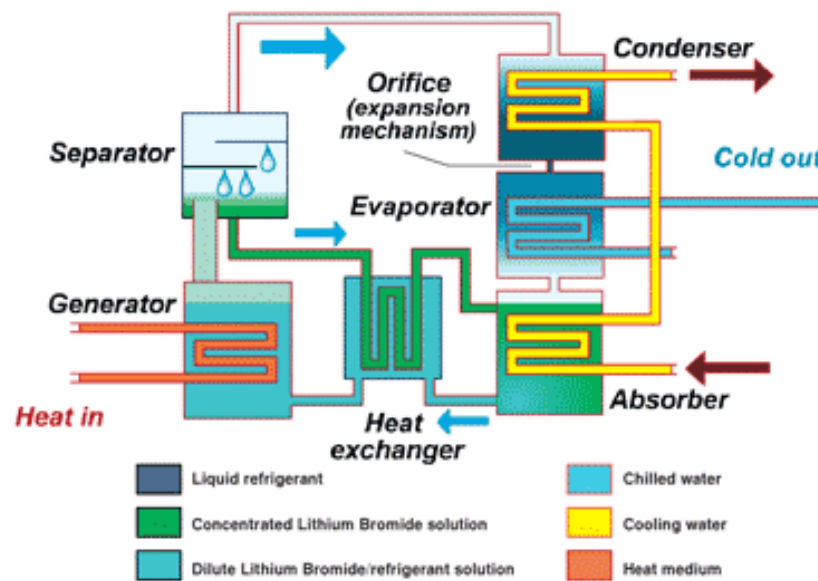 Condenser
Orifice
(expansion
mechanism)
Separator
Cold out
Evaporator
Generator
Heat in
Heat
exchanger
Absorber
Liquid refrigerant
Chilled water
Concentrated Lithium Bromide solution
Cooling water
Dilute Lithium Bromide/refrigerant solution
Heat medium